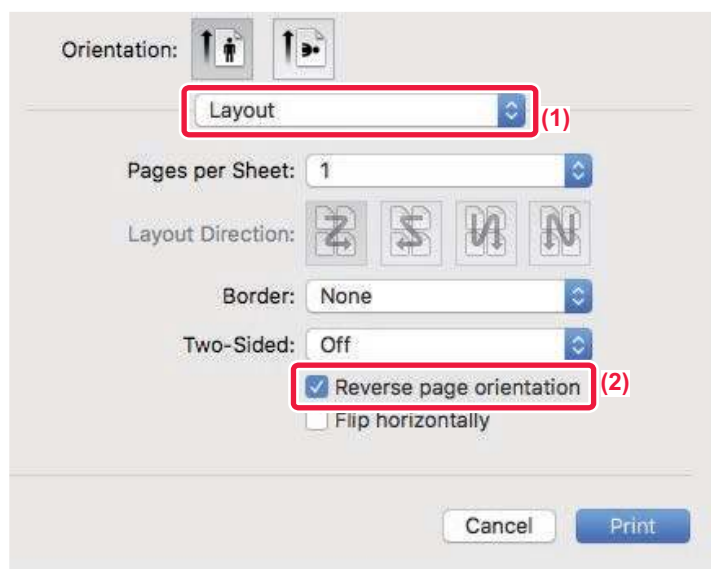 Orientation:
Layout
(1)
Pages per Sheet: 1
Layout Direction:
Border: None
Two-Sided: Off
Reverse page orientation
(2)
Flip horizontally
Cancel Print